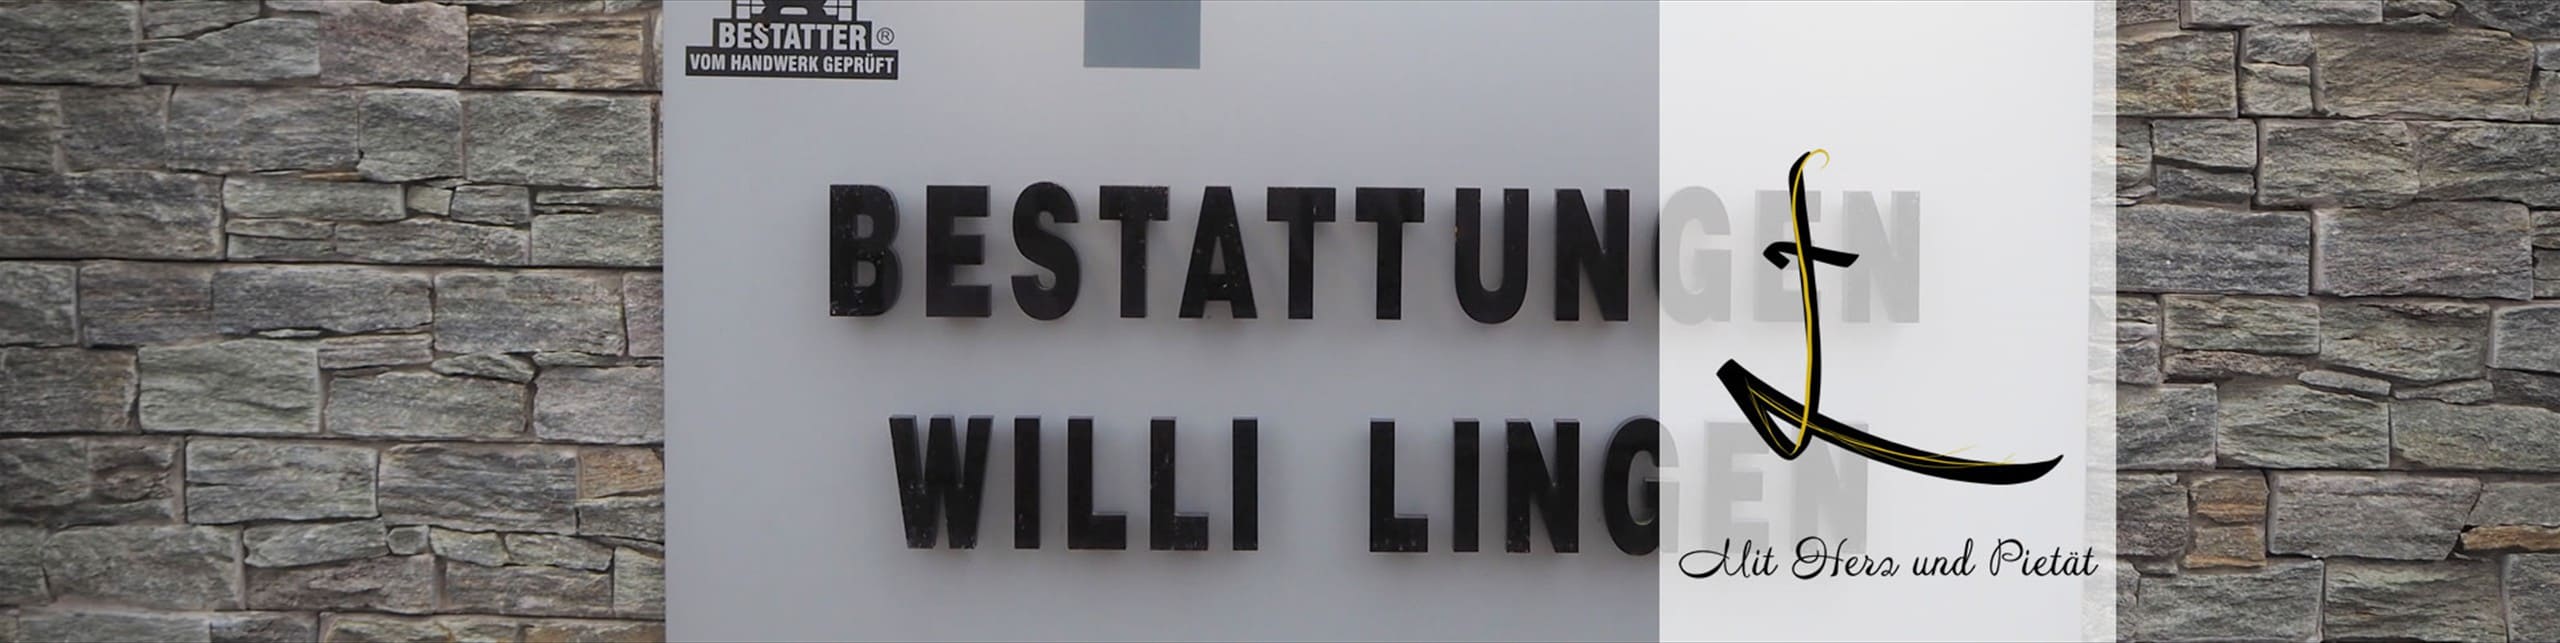 BESTATTER ®
VOM HANDWERK GEPRÜFT
BESTATTUNGEN
WILLI LINGEN
Mit Herz und Pietät